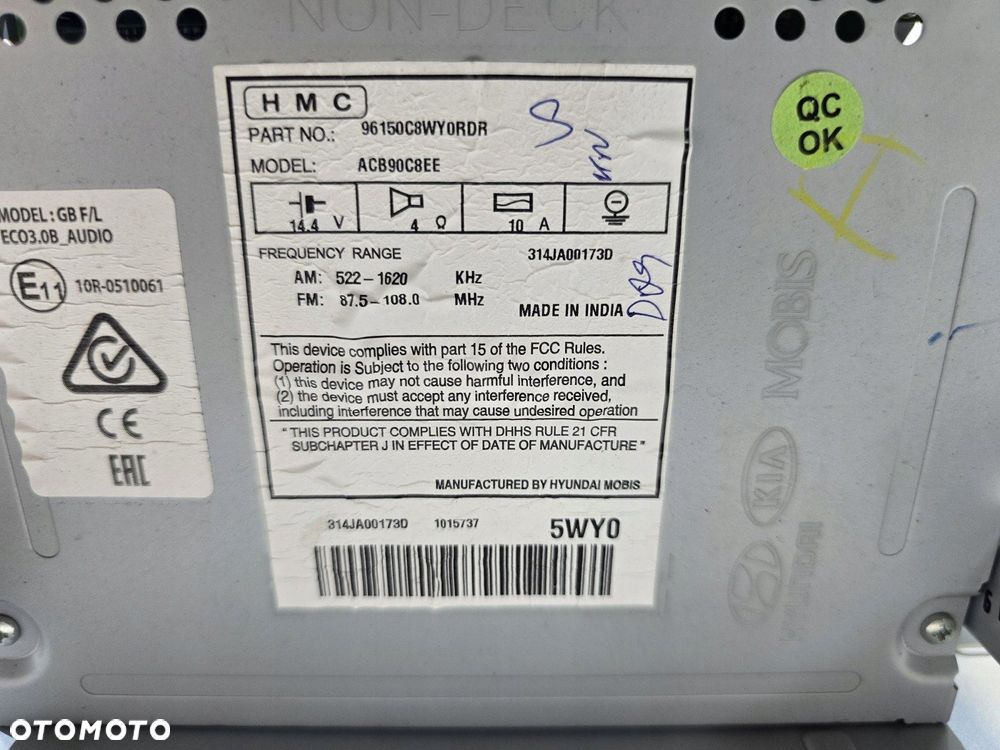 NON-DECK
HMC
PART NO.: 96150C8WY0RDR
MODEL: ACB90C8EE
14.4 V
4 Ω
10 A
FREQUENCY RANGE 314JA00173D
AM: 522-1620 KHz
FM: 87.5-108.0 MHz
MADE IN INDIA
This device complies with part 15 of the FCC Rules.
Operation is Subject to the following two conditions :
(1) this device may not cause harmful interference, and
(2) the device must accept any interference received,
including interference that may cause undesired operation
"THIS PRODUCT COMPLIES WITH DHHS RULE 21 CFR
SUBCHAPTER J IN EFFECT OF DATE OF MANUFACTURE"
MANUFACTURED BY HYUNDAI MOBIS
314JA00173D 1015737 5WY0
MODEL : GB F/L
ECO3.0B_AUDIO
E11 10R-0510061
CE
EAC
QC
OK
MOBIS
KIA
HYUNDAI
OTOMOTO